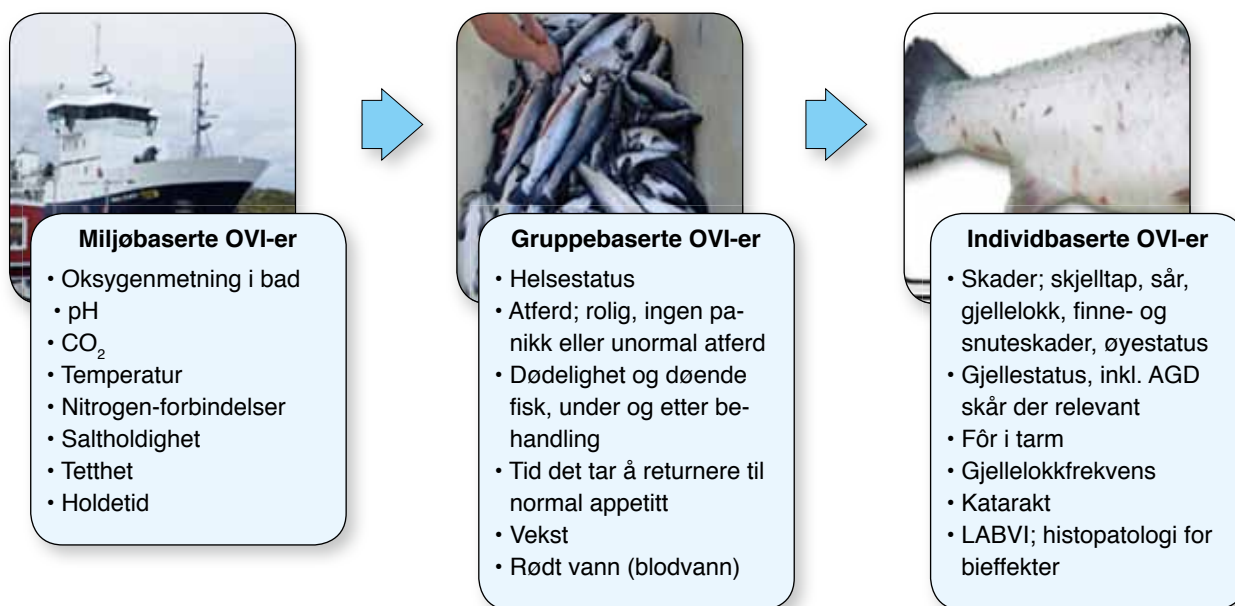 Miljøbaserte OVI-er
• Oksygenmetning i bad
• pH
• CO₂
• Temperatur
• Nitrogen-forbindelser
• Saltholdighet
• Tetthet
• Holdetid
Gruppebaserte OVI-er
• Helsestatus
• Atferd; rolig, ingen pa-
nikk eller unormal atferd
• Dødelighet og døende
fisk, under og etter be-
handling
• Tid det tar å returnere til
normal appetitt
• Vekst
• Rødt vann (blodvann)
Individbaserte OVI-er
• Skader; skjelltap, sår,
gjellelokk, finne- og
snuteskader, øyestatus
• Gjellestatus, inkl. AGD
skår der relevant
• Fôr i tarm
• Gjellelokkfrekvens
• Katarakt
• LABVI; histopatologi for
bieffekter